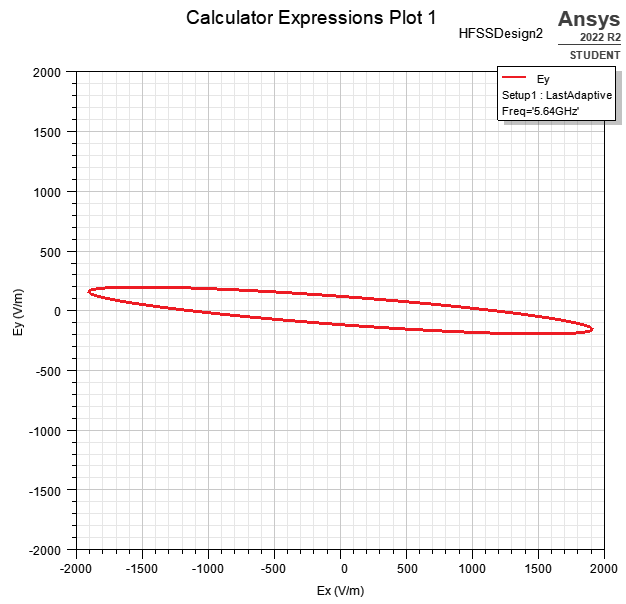 Calculator Expressions Plot 1
HFSSDesign2
Ansys
2022 R2
STUDENT
Ey
Setup1 : LastAdaptive
Freq='5.64GHz'
2000
1500
1000
500
0
-500
-1000
-1500
-2000
Ey (V/m)
-2000 -1500 -1000 -500 0 500 1000 1500 2000
Ex (V/m)